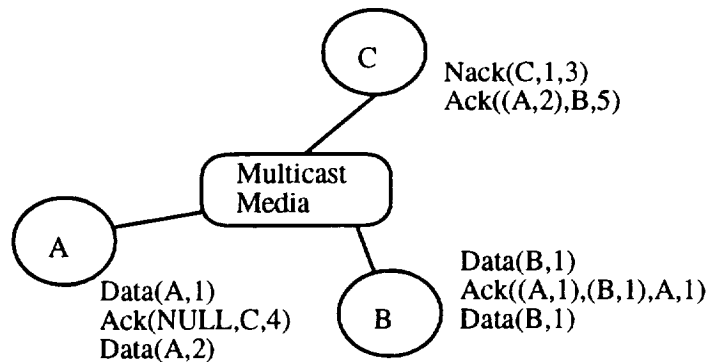 C
Nack(C,1,3)
Ack((A,2),B,5)
Multicast
Media
A
Data(A,1)
Ack(NULL,C,4)
Data(A,2)
B
Data(B,1)
Ack((A,1),(B,1),A,1)
Data(B,1)